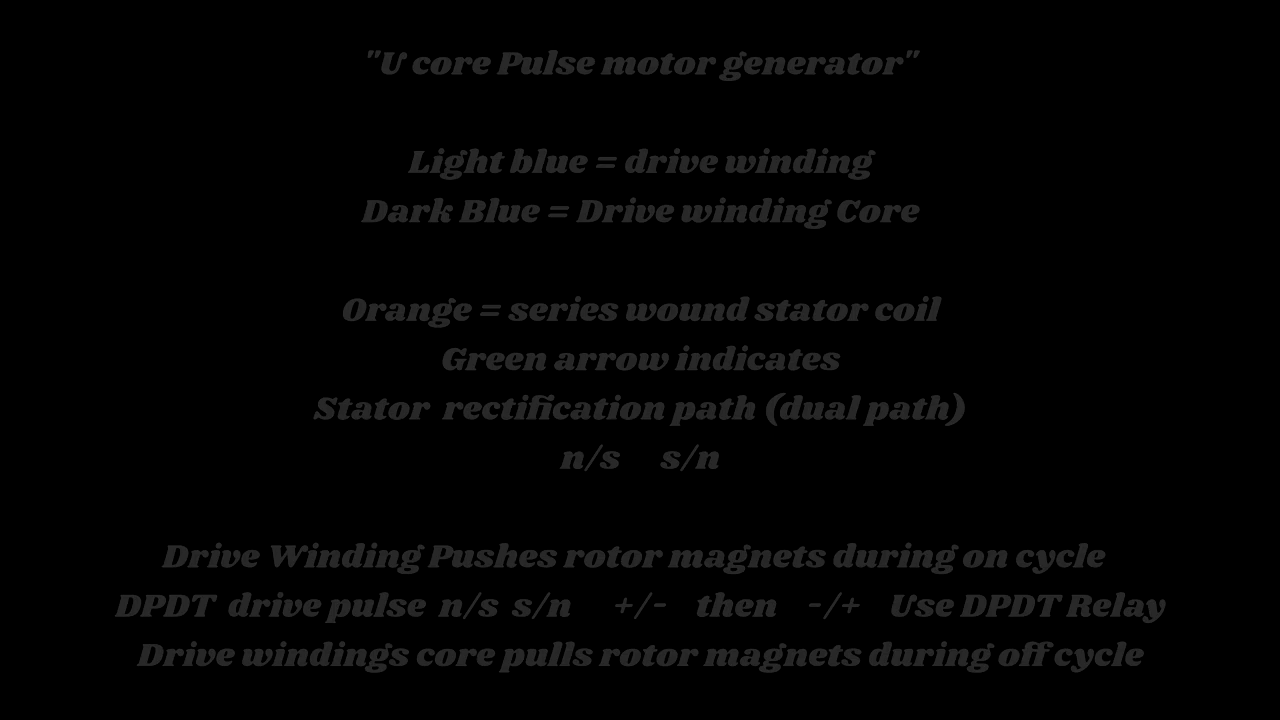 "U core Pulse motor generator"
Light blue = drive winding
Dark Blue = Drive winding Core
Orange = series wound stator coil
Green arrow indicates
Stator rectification path (dual path)
n/s s/n
Drive Winding Pushes rotor magnets during on cycle
DPDT drive pulse n/s s/n +/- then -/+ Use DPDT Relay
Drive windings core pulls rotor magnets during off cycle